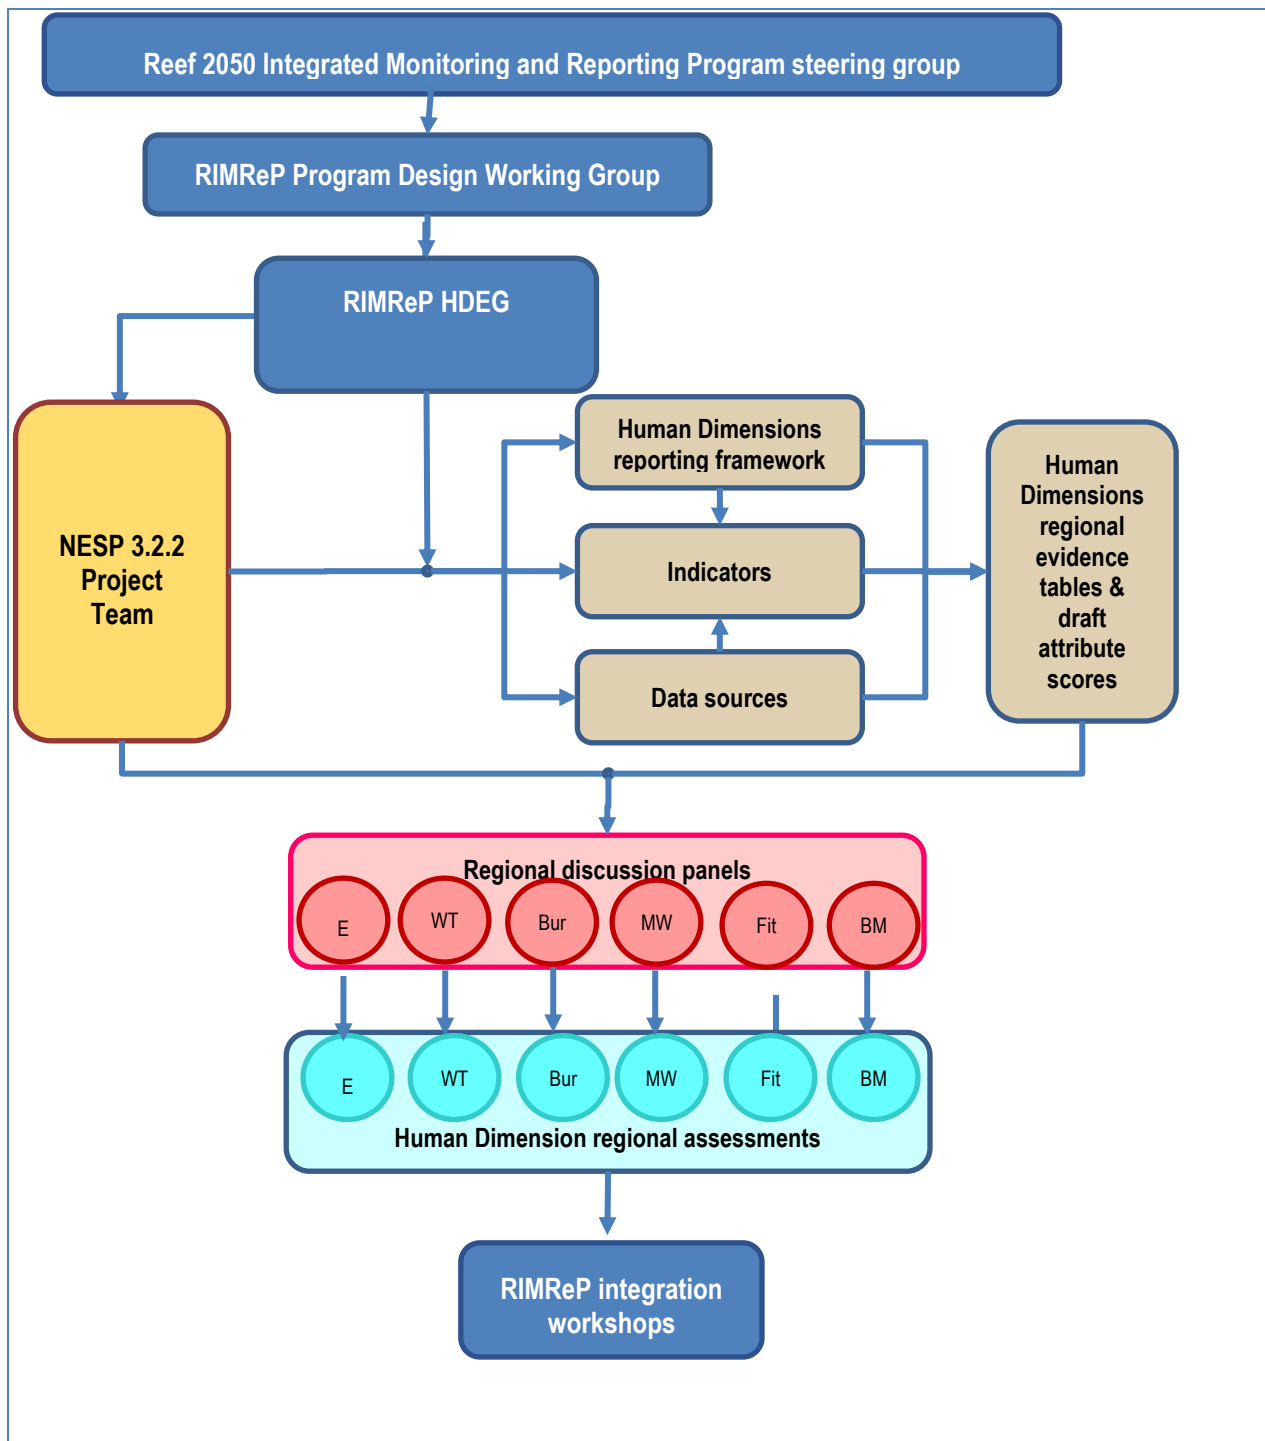 Reef 2050 Integrated Monitoring and Reporting Program steering group
RIMReP Program Design Working Group
RIMReP HDEG
NESP 3.2.2
Project
Team
Human Dimensions
reporting framework
Indicators
Data sources
Human
Dimensions
regional
evidence
tables &
draft
attribute
scores
Regional discussion panels
E
WT
Bur
MW
Fit
BM
E
WT
Bur
MW
Fit
BM
Human Dimension regional assessments
RIMReP integration
workshops